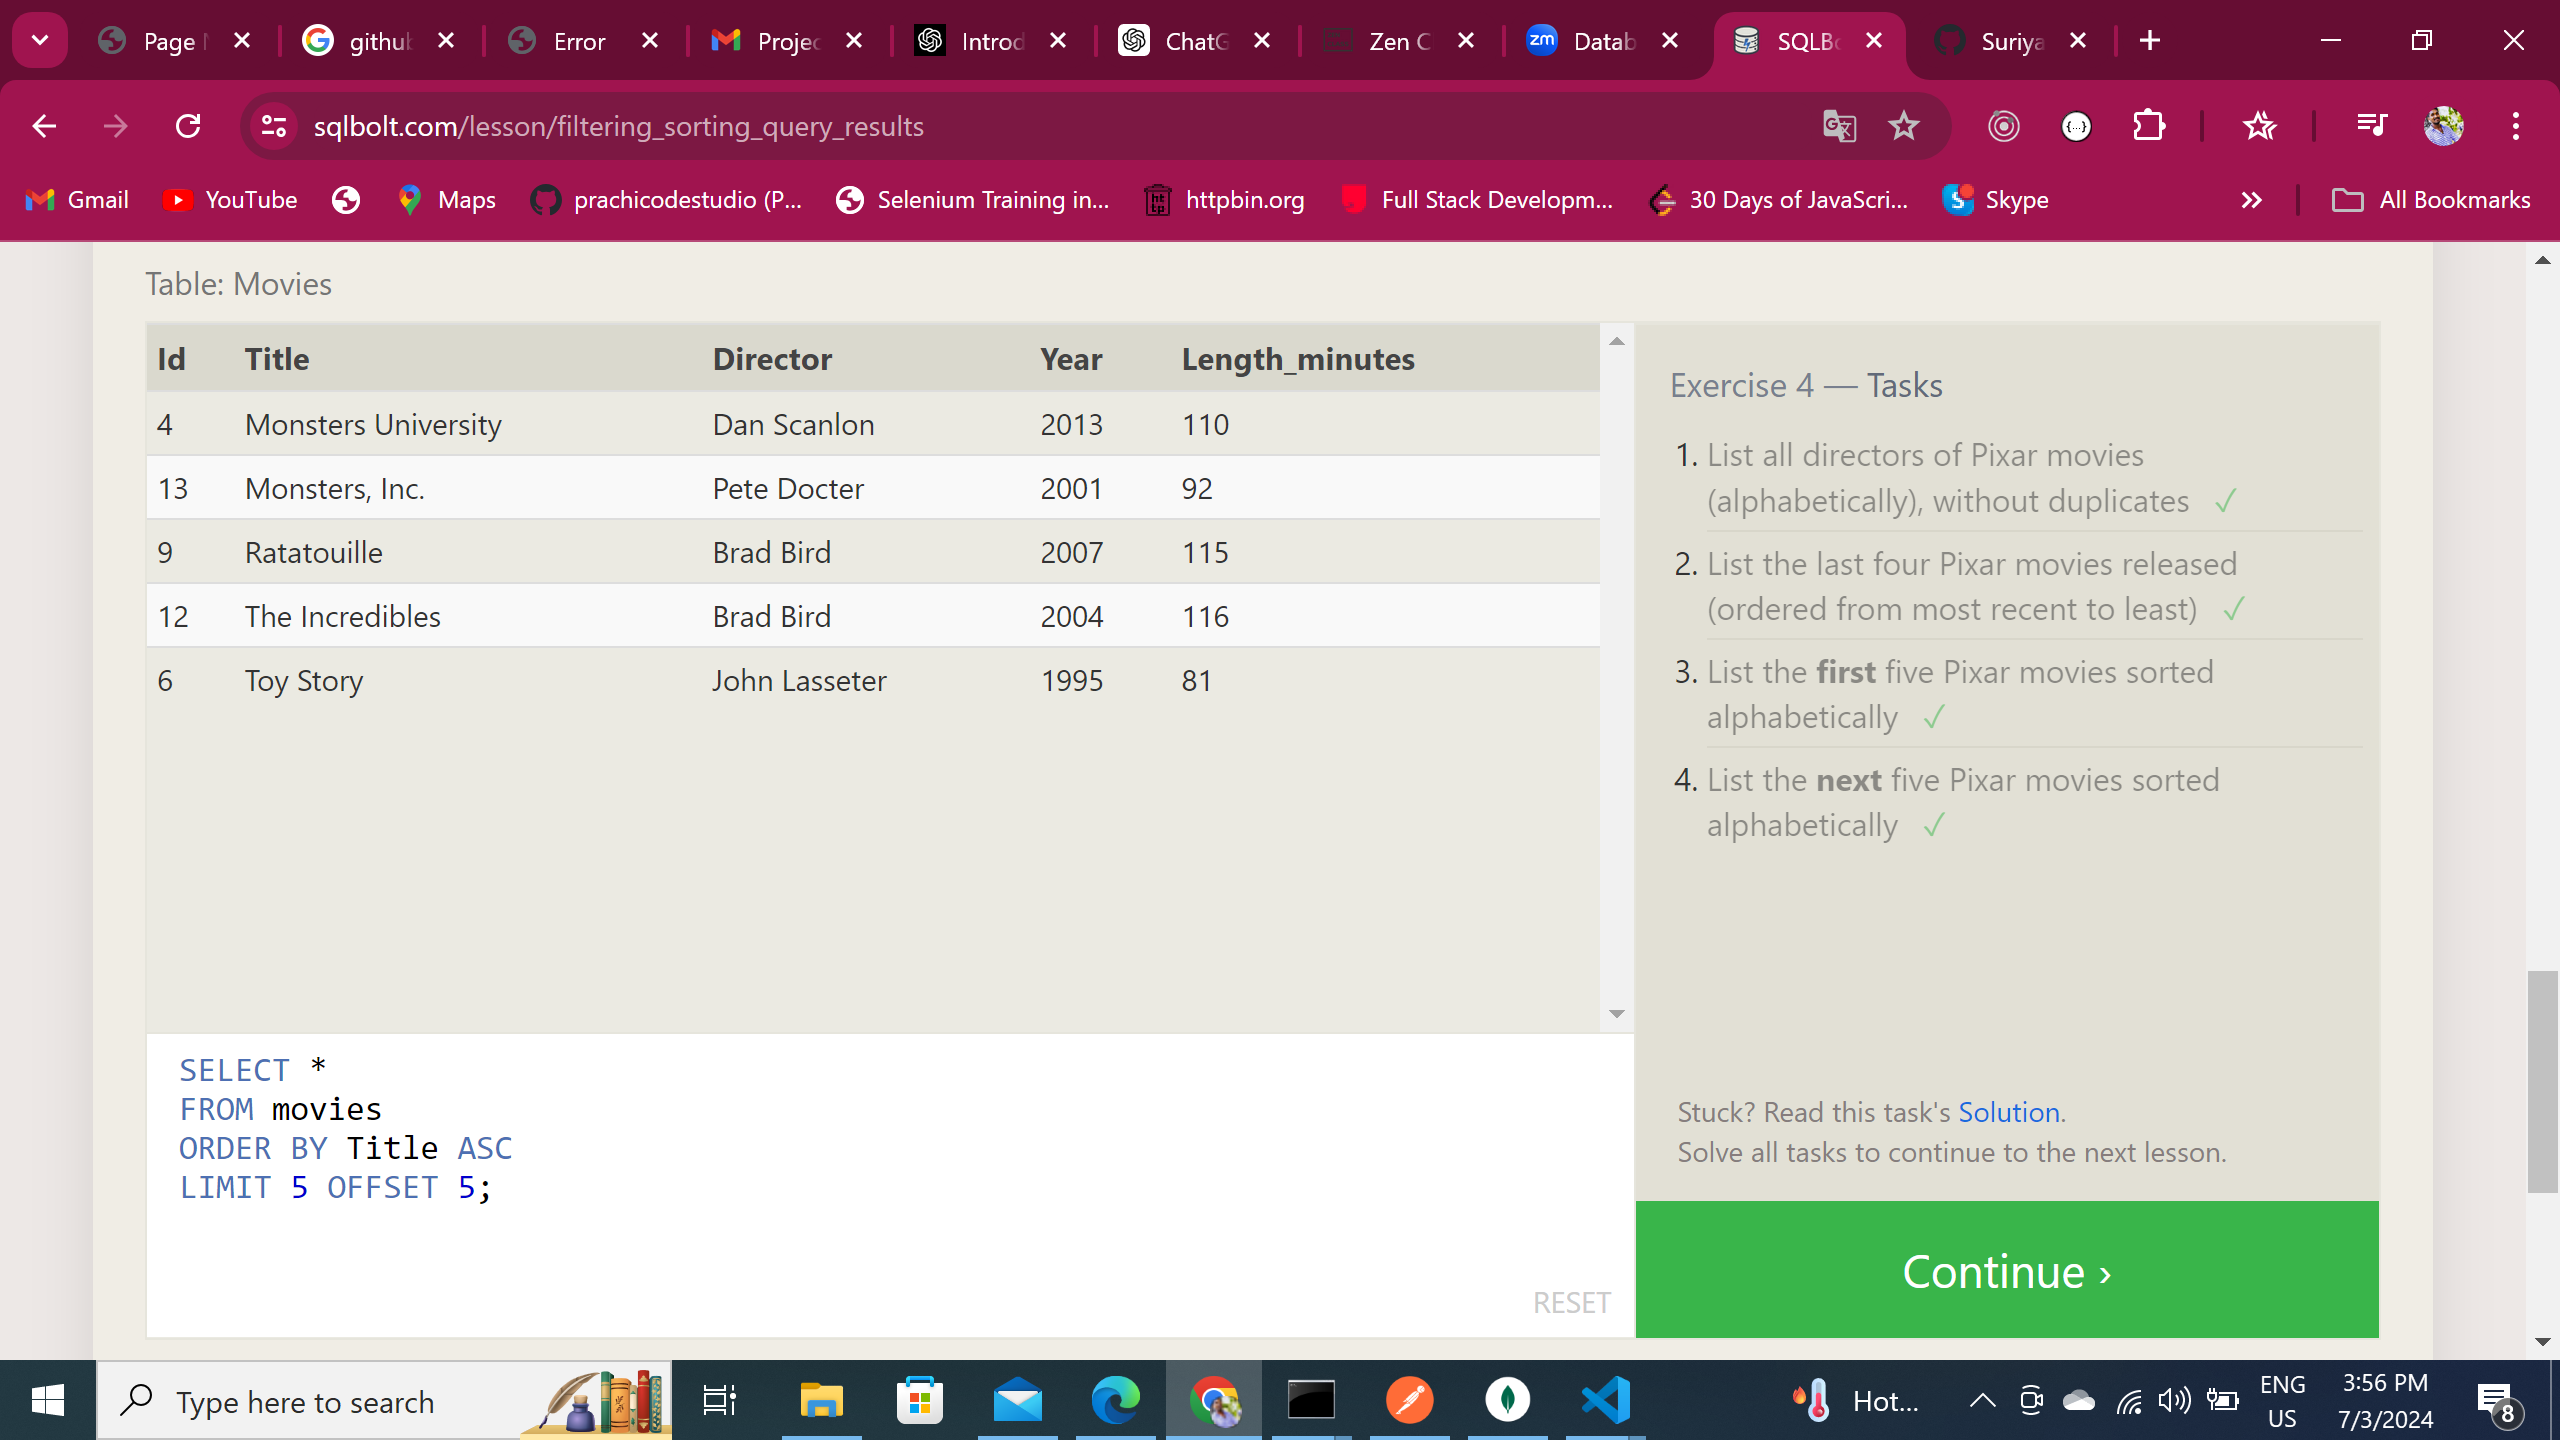 Page
github
Error
Projec
Introd
ChatG
Zen C
Datab
SQLBo
Suriya
sqlbolt.com/lesson/filtering_sorting_query_results
Gmail
YouTube
Maps
prachicodestudio (P...
Selenium Training in...
httpbin.org
Full Stack Developm...
30 Days of JavaScri...
Skype
All Bookmarks
Table: Movies
Id Title Director Year Length_minutes
4 Monsters University Dan Scanlon 2013 110
13 Monsters, Inc. Pete Docter 2001 92
9 Ratatouille Brad Bird 2007 115
12 The Incredibles Brad Bird 2004 116
6 Toy Story John Lasseter 1995 81
SELECT *
FROM movies
ORDER BY Title ASC
LIMIT 5 OFFSET 5;
RESET
Exercise 4 — Tasks
1. List all directors of Pixar movies
(alphabetically), without duplicates ✓
2. List the last four Pixar movies released
(ordered from most recent to least) ✓
3. List the first five Pixar movies sorted
alphabetically ✓
4. List the next five Pixar movies sorted
alphabetically ✓
Stuck? Read this task's Solution.
Solve all tasks to continue to the next lesson.
Continue ›
Type here to search
Hot...
ENG
US
3:56 PM
7/3/2024
8